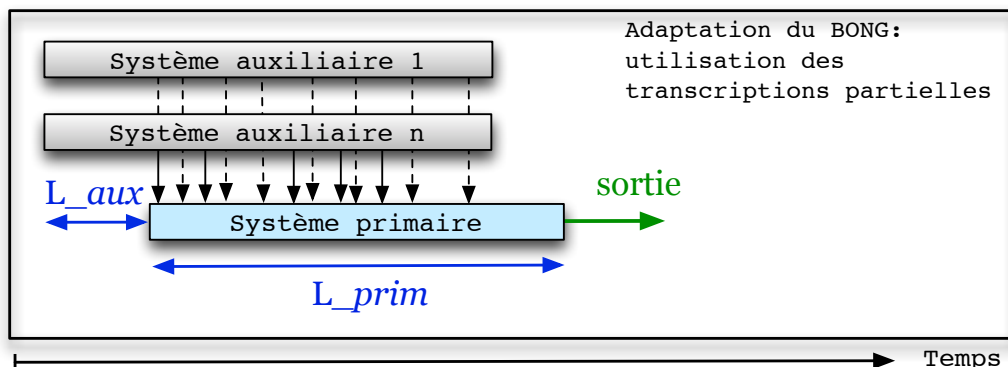 Système auxiliaire 1
Adaptation du BONG:
utilisation des
transcriptions partielles
Système auxiliaire n
L_aux
sortie
Système primaire
L_prim
Temps